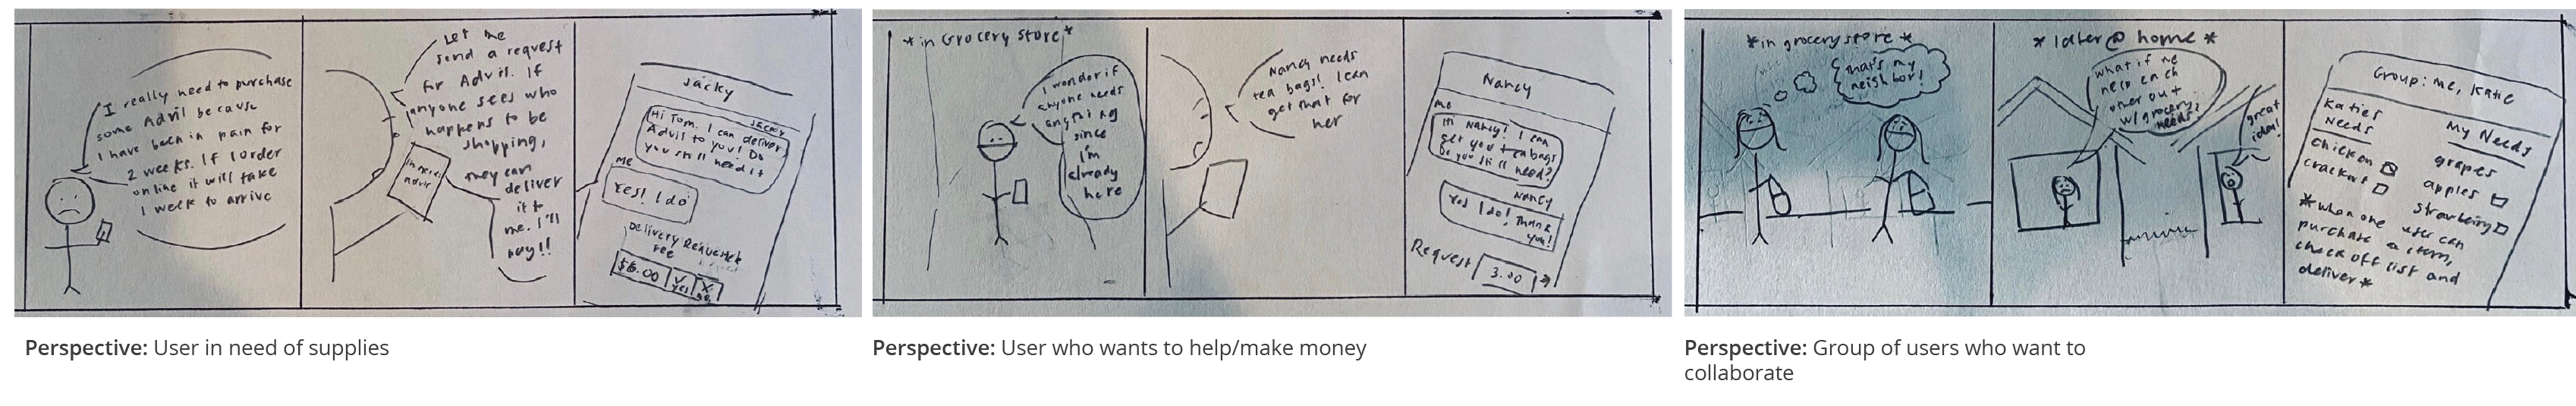 I really need to purchase
some Advil because
I have been in pain for
2 weeks. If I order
online it will take
1 week to arrive
Let me
send a request
for Advil. If
anyone sees who
happens to be
shopping,
they can
deliver
it to
me. I'll
pay!!
advil
Jacky
Jacky
Hi Tom. I can deliver
Advil to you! Do
you still need it
me
Yes! I do
Delivery Requested
Fee
$6.00
yes
no
Perspective: User in need of supplies
*in Grocery store*
I wonder if
anyone needs
anything
since
I'm
already
here
Nancy needs
tea bags! I can
get that for
her
Nancy
me
Hi Nancy! I can
get you tea bags
Do you still need?
Nancy
Yes I do! Thank
you!
Request
3.00
Perspective: User who wants to help/make money
*in grocery store*
that's my
neighbor!
*later @ home*
what if we
help each
other out
w/ grocery
needs?
great
idea!
Group: me, Katie
Katies
Needs
chicken
crackers
My Needs
grapes
apples
*when one user can
purchase a item,
check off list and
deliver*
Perspective: Group of users who want to
collaborate